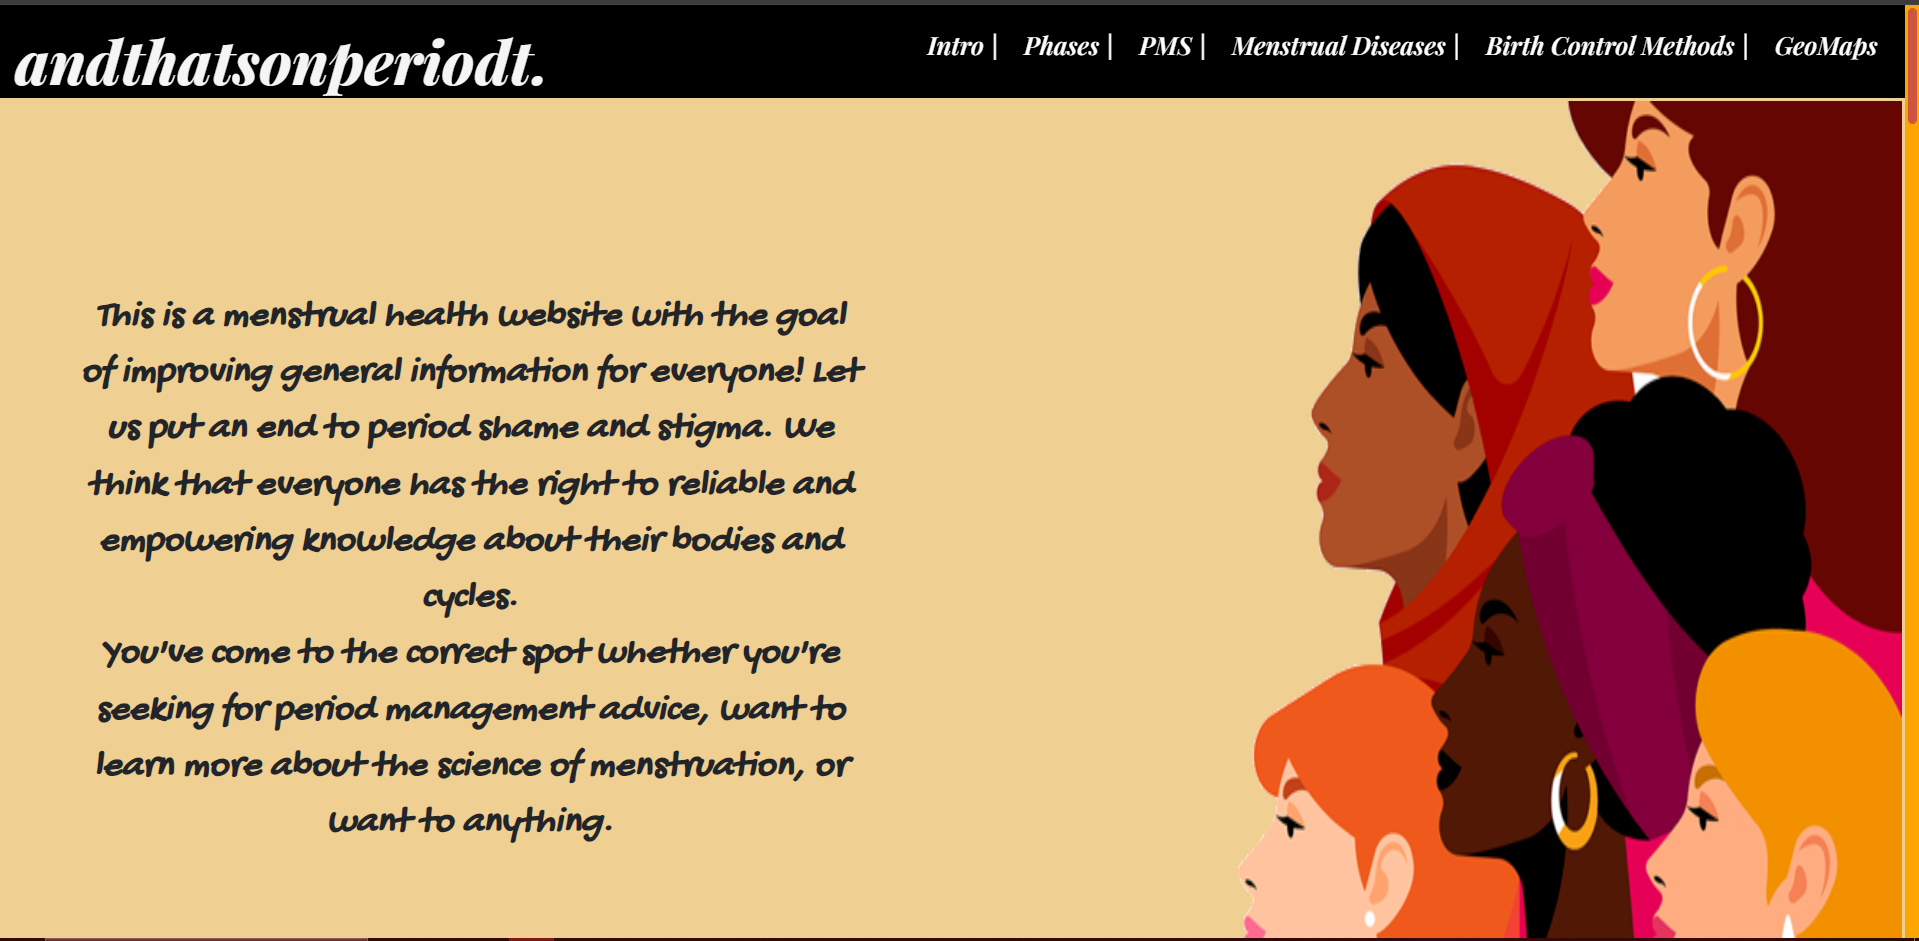 andthatsonperiodt.
Intro | Phases | PMS | Menstrual Diseases | Birth Control Methods | GeoMaps
This is a menstrual health website with the goal
of improving general information for everyone! Let
us put an end to period shame and stigma. We
think that everyone has the right to reliable and
empowering knowledge about their bodies and
cycles.
You've come to the correct spot whether you're
seeking for period management advice, want to
learn more about the science of menstruation, or
want to anything.